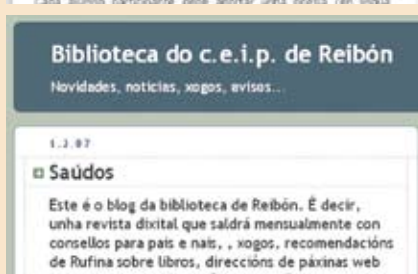 Biblioteca do c.e.i.p. de Reibón
Novidades, noticias, xogos, avisos...
1.2.07
Saúdos
Este é o blog da biblioteca de Reibón. É decir,
unha revista dixital que saldrá mensualmente con
consellos para pais e nais, , xogos, recomendacións
de Rufina sobre libros, direccións de páxinas web